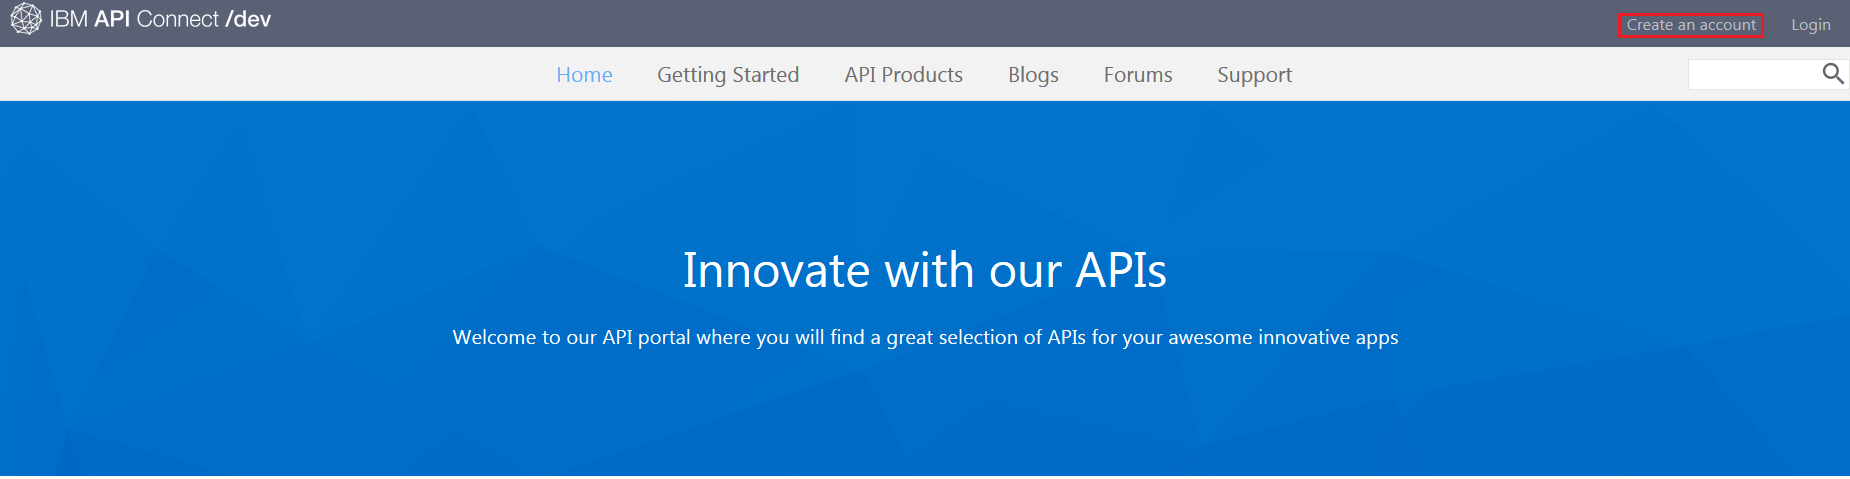 IBM API Connect /dev
Create an account
Login
Home
Getting Started
API Products
Blogs
Forums
Support
Innovate with our APIs
Welcome to our API portal where you will find a great selection of APIs for your awesome innovative apps